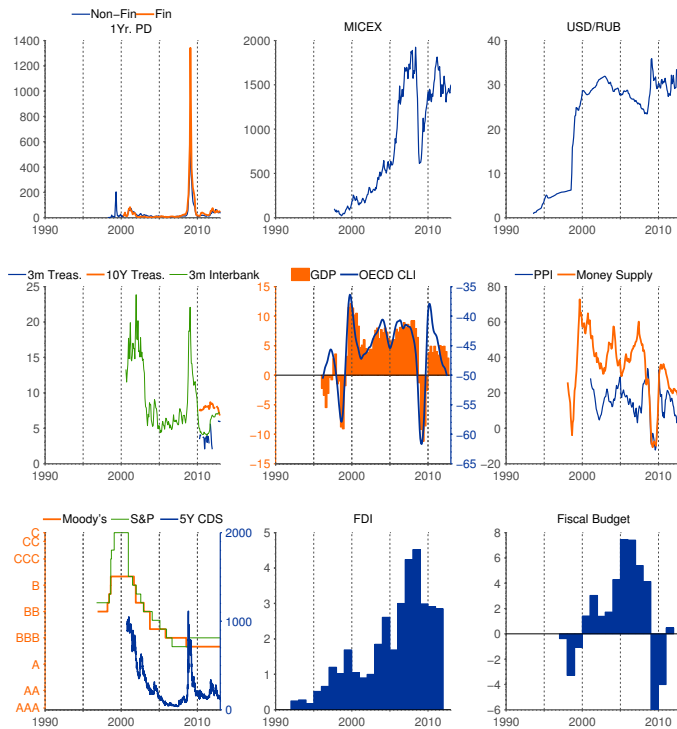 Non-Fin Fin
1Yr. PD
1400
1200
1000
800
600
400
200
0
1990 2000 2010
MICEX
2000
1500
1000
500
0
1990 2000 2010
USD/RUB
40
30
20
10
0
1990 2000 2010
3m Treas. 10Y Treas. 3m Interbank
25
20
15
10
5
0
1990 2000 2010
GDP OECD CLI
15 −35
10 −40
5 −45
0 −50
−5 −55
−10 −60
−15 −65
1990 2000 2010
PPI Money Supply
80
60
40
20
0
−20
1990 2000 2010
Moody's S&P 5Y CDS
C 2000
CC
CCC
B
BB 1000
BBB
A
AA
AAA 0
1990 2000 2010
FDI
5
4
3
2
1
0
1990 2000 2010
Fiscal Budget
8
6
4
2
0
−2
−4
−6
1990 2000 2010